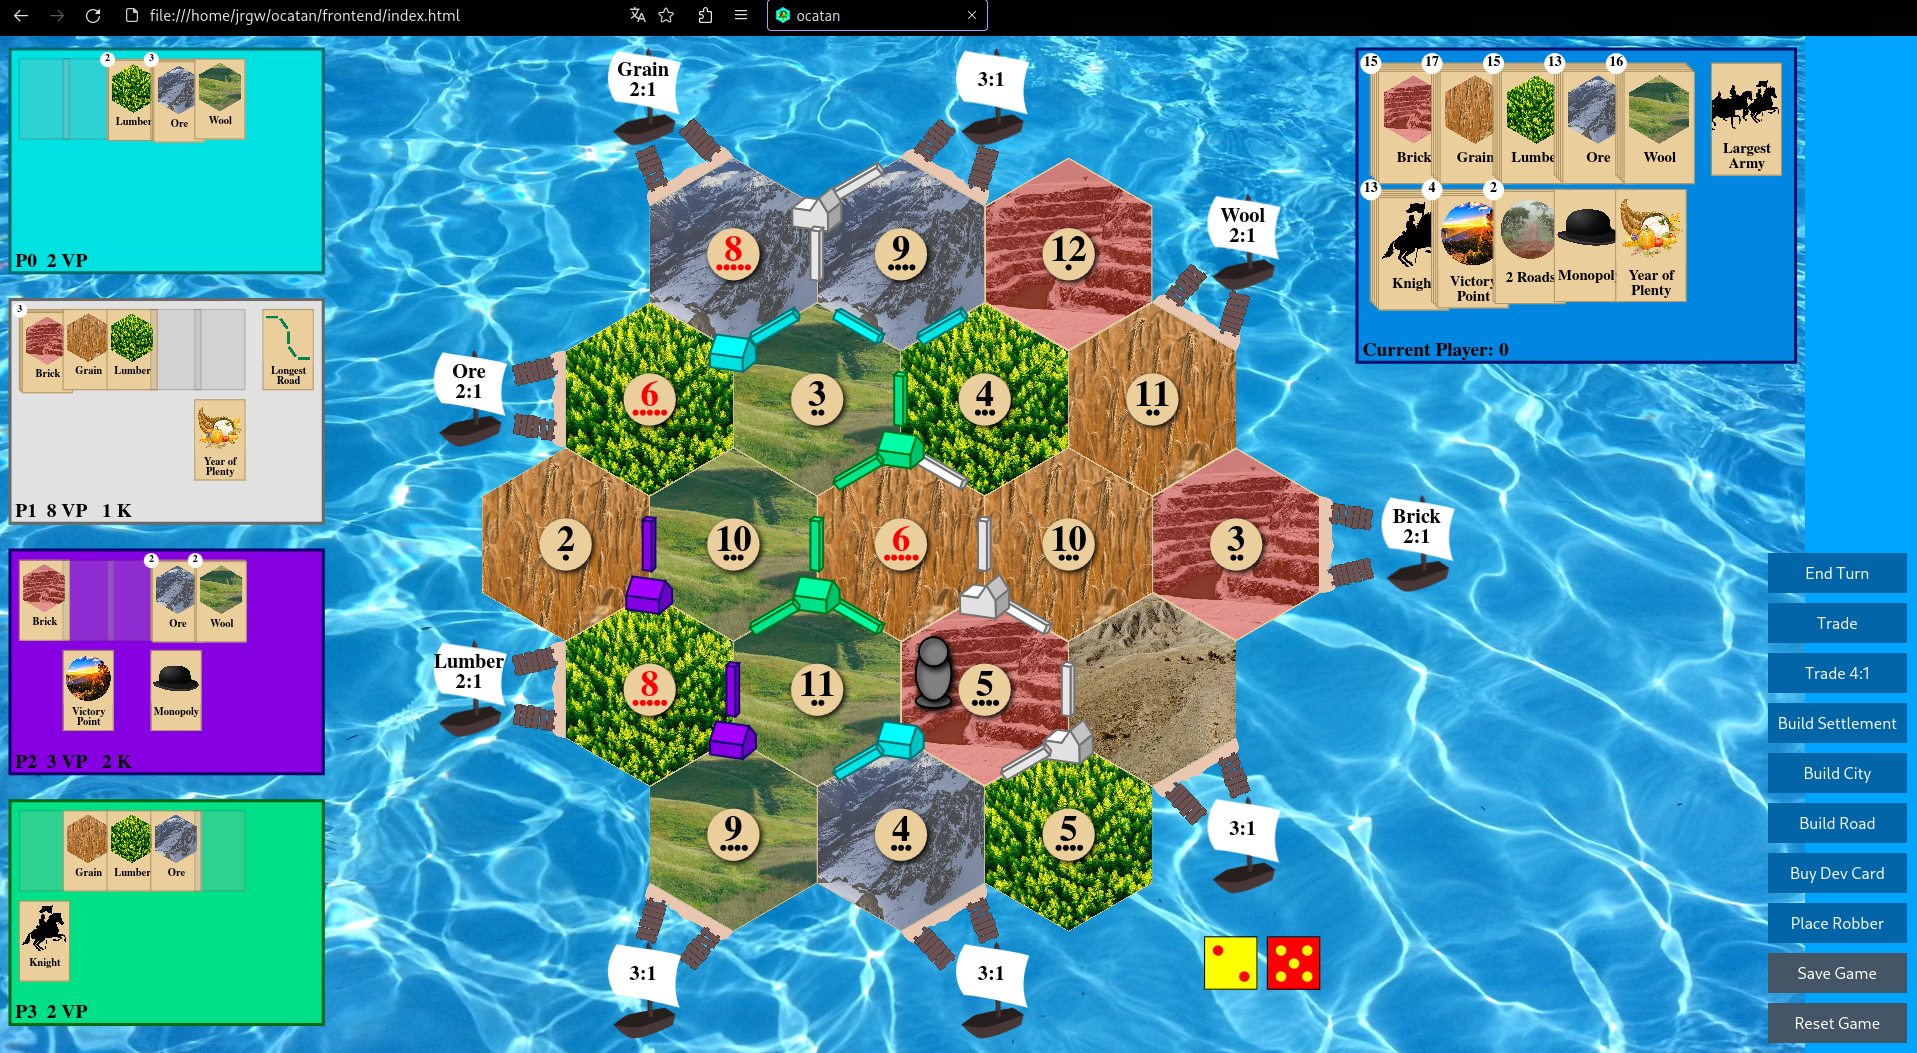 file:///home/jrgw/ocatan/frontend/index.html
ocatan
2
3
Lumber
Ore
Wool
P0 2 VP
3
Brick
Grain
Lumber
Longest
Road
Year of
Plenty
P1 8 VP 1 K
2
2
Brick
Ore
Wool
Victory
Point
Monopoly
P2 3 VP 2 K
Grain
Lumber
Ore
Knight
P3 2 VP
Grain
2:1
3:1
Wool
2:1
Ore
2:1
Brick
2:1
Lumber
2:1
3:1
3:1
3:1
8
9
12
6
3
4
11
2
10
6
10
3
8
11
5
9
4
5
15
17
15
13
16
Brick
Grain
Lumbe
Ore
Wool
Largest
Army
13
4
2
Knigh
Victory
Point
2 Roads
Monopol
Year of
Plenty
Current Player: 0
End Turn
Trade
Trade 4:1
Build Settlement
Build City
Build Road
Buy Dev Card
Place Robber
Save Game
Reset Game